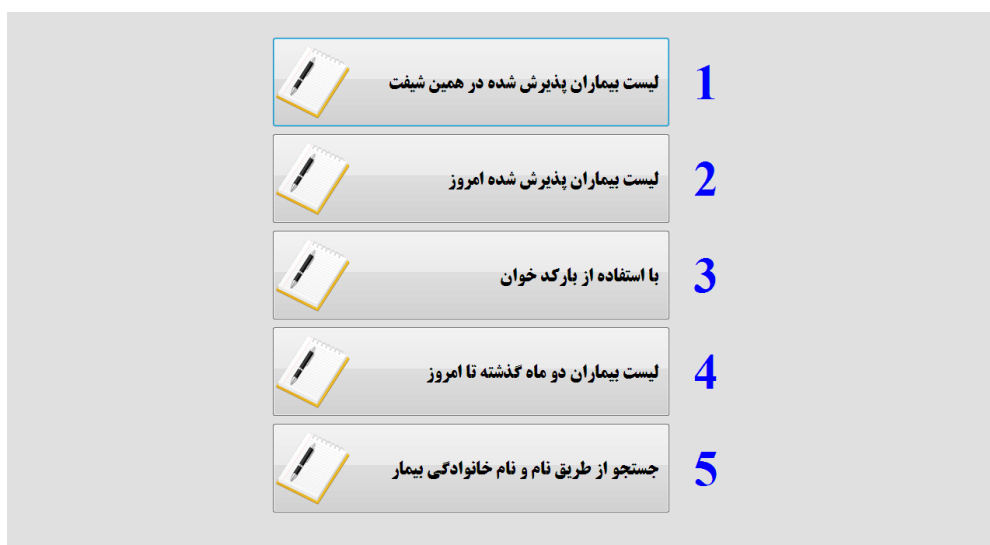 1 لیست بیماران پذیرش شده در همین شیفت
2 لیست بیماران پذیرش شده امروز
3 با استفاده از بارکد خوان
4 لیست بیماران دو ماه گذشته تا امروز
5 جستجو از طریق نام و نام خانوادگی بیمار